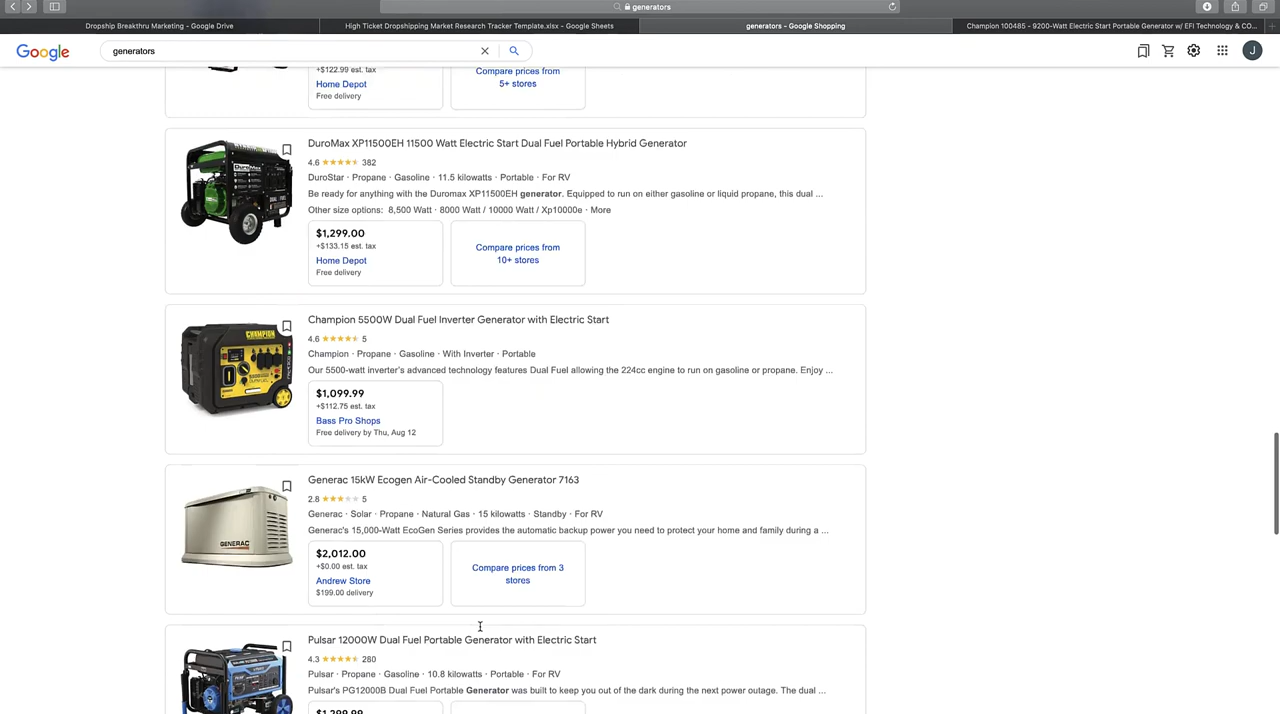 generators
Dropship Breakthru Marketing - Google Drive
High Ticket Dropshipping Market Research Tracker Template.xlsx - Google Sheets
generators - Google Shopping
Champion 100485 - 9200-Watt Electric Start Portable Generator w/ EFI Technology & CO...
Google
generators
J
+$122.99 est. tax
Home Depot
Free delivery
Compare prices from
5+ stores
DuroMax XP11500EH 11500 Watt Electric Start Dual Fuel Portable Hybrid Generator
4.6 ★★★★★ 382
DuroStar · Propane · Gasoline · 11.5 kilowatts · Portable · For RV
Be ready for anything with the Duromax XP11500EH generator. Equipped to run on either gasoline or liquid propane, this dual ...
Other size options: 8,500 Watt · 8000 Watt / 10000 Watt / Xp10000e · More
$1,299.00
+$133.15 est. tax
Home Depot
Free delivery
Compare prices from
10+ stores
Champion 5500W Dual Fuel Inverter Generator with Electric Start
4.6 ★★★★★ 5
Champion · Propane · Gasoline · With Inverter · Portable
Our 5500-watt inverter's advanced technology features Dual Fuel allowing the 224cc engine to run on gasoline or propane. Enjoy ...
$1,099.99
+$112.75 est. tax
Bass Pro Shops
Free delivery by Thu, Aug 12
CHAMPION
Generac 15kW Ecogen Air-Cooled Standby Generator 7163
2.8 ★★★★★ 5
Generac · Solar · Propane · Natural Gas · 15 kilowatts · Standby · For RV
Generac's 15,000-Watt EcoGen Series provides the automatic backup power you need to protect your home and family during a ...
$2,012.00
+$0.00 est. tax
Andrew Store
$199.00 delivery
Compare prices from 3
stores
GENERAC
Pulsar 12000W Dual Fuel Portable Generator with Electric Start
4.3 ★★★★★ 280
Pulsar · Propane · Gasoline · 10.8 kilowatts · Portable · For RV
Pulsar's PG12000B Dual Fuel Portable Generator was built to keep you out of the dark during the next power outage. The dual ...
$1,299.99